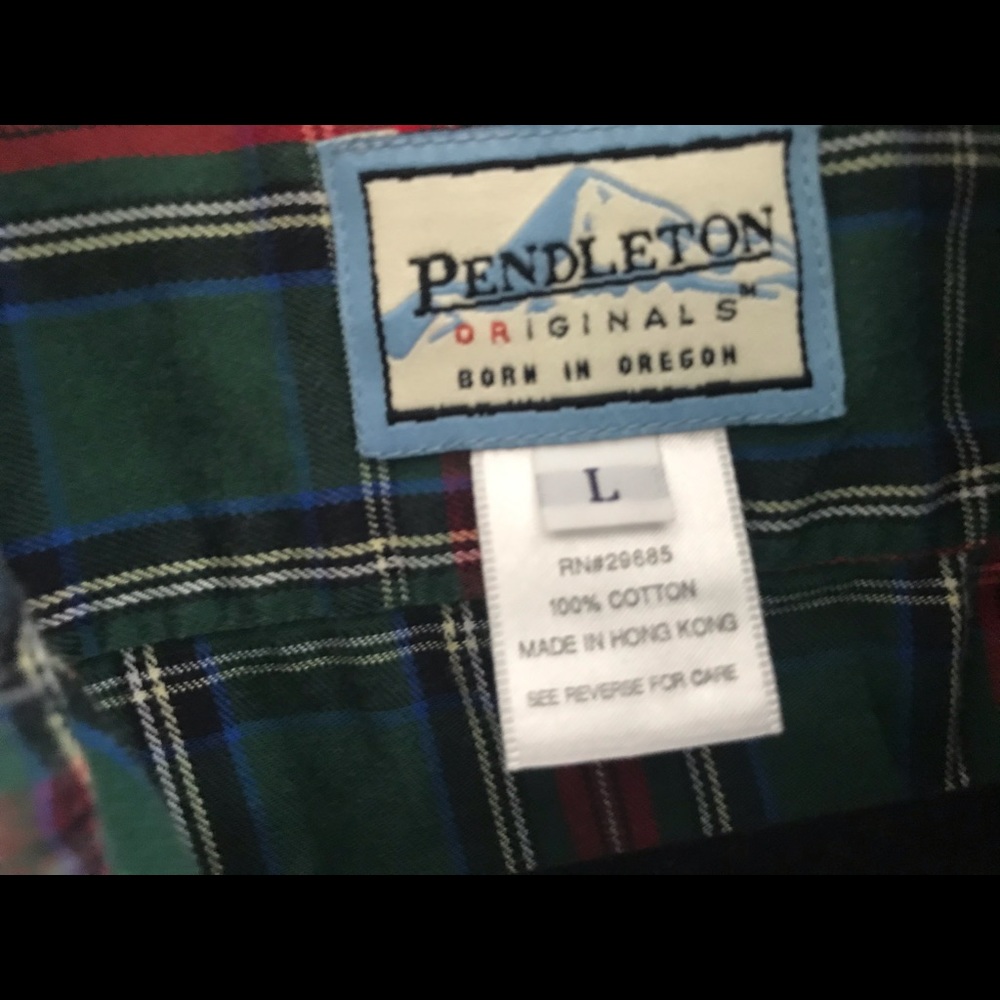 PENDLETON
ORIGINALS℠
BORN IN OREGON
L
RN#29685
100% COTTON
MADE IN HONG KONG
SEE REVERSE FOR CARE